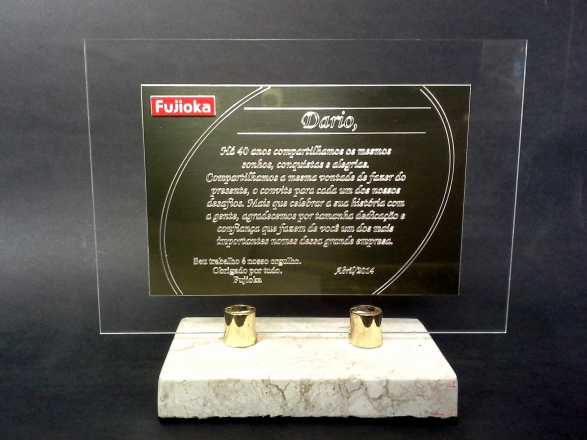 Fujioka
Dario,
Há 40 anos compartilhamos os mesmos
sonhos, conquistas e alegrias.
Compartilhamos a mesma vontade de fazer do
presente, o convite para cada um dos nossos
desafios. Mais que celebrar a sua história com
a gente, agradecemos por tamanha dedicação e
confiança que fazem de você um dos mais
importantes nomes dessa grande empresa.
Seu trabalho é nosso orgulho.
Obrigado por tudo. Abril/2014
Fujioka